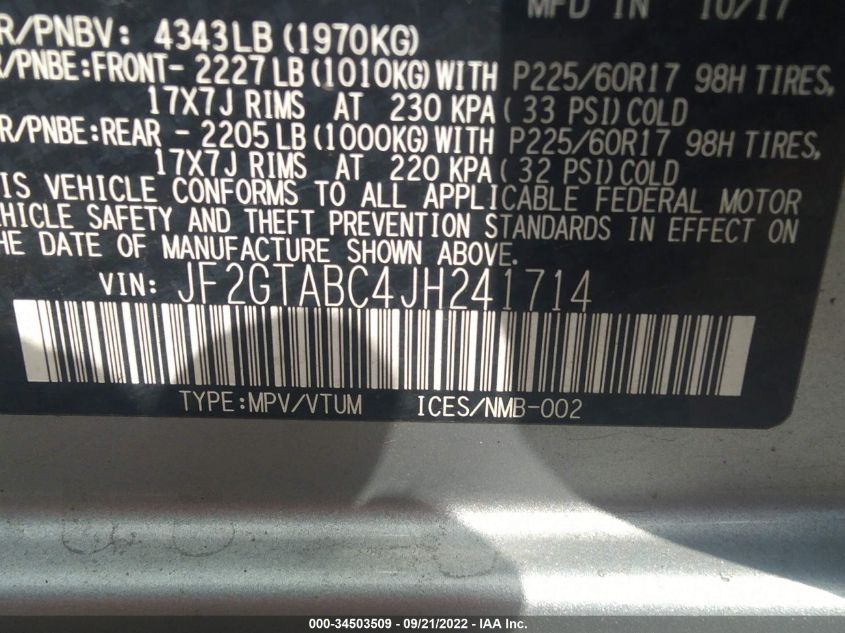 MFD IN 10/17
R/PNBV: 4343LB (1970KG)
R/PNBE:FRONT- 2227 LB (1010KG) WITH P225/60R17 98H TIRES,
17X7J RIMS AT 230 KPA ( 33 PSI) COLD
R/PNBE:REAR - 2205 LB (1000KG) WITH P225/60R17 98H TIRES,
17X7J RIMS AT 220 KPA ( 32 PSI) COLD
IS VEHICLE CONFORMS TO ALL APPLICABLE FEDERAL MOTOR
EHICLE SAFETY AND THEFT PREVENTION STANDARDS IN EFFECT ON
HE DATE OF MANUFACTURE SHOWN ABOVE.
VIN: JF2GTABC4JH241714
TYPE:MPV/VTUM ICES/NMB-002
000-34503509 - 09/21/2022 - IAA Inc.